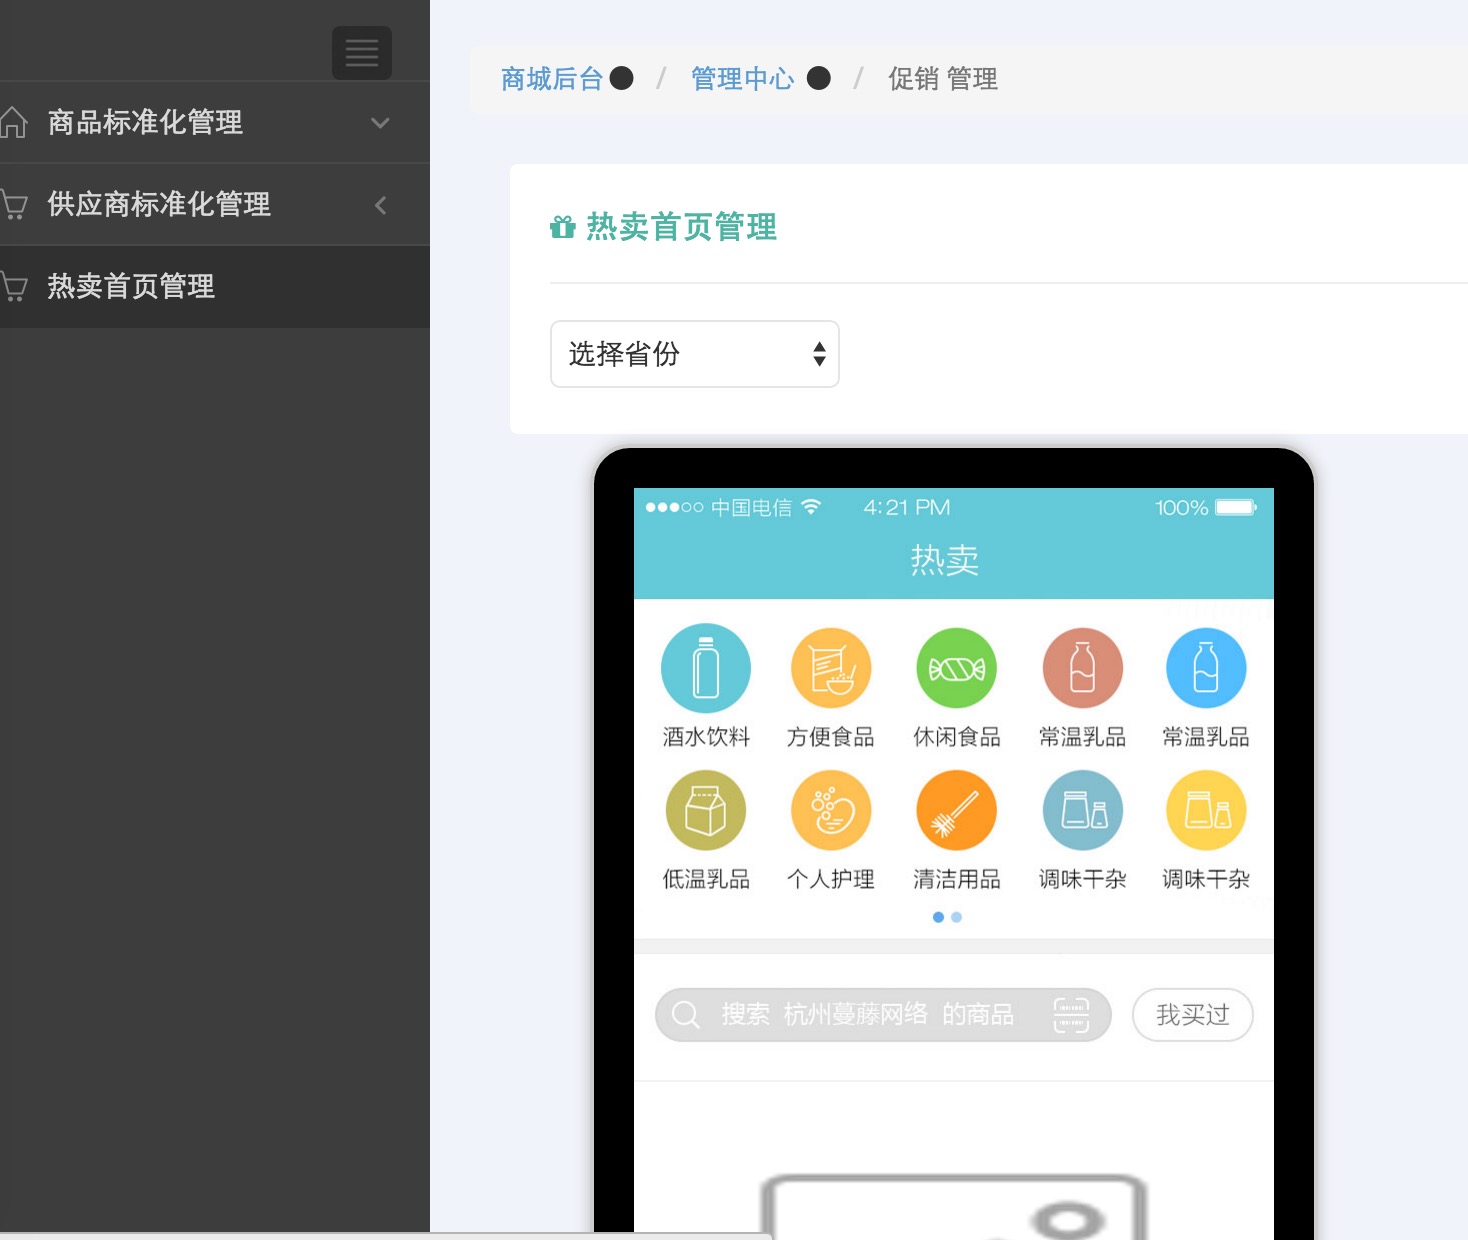 商城后台 / 管理中心 / 促销 管理
商品标准化管理
供应商标准化管理
热卖首页管理
热卖首页管理
选择省份
中国电信 4:21 PM 100%
热卖
酒水饮料 方便食品 休闲食品 常温乳品 常温乳品
低温乳品 个人护理 清洁用品 调味干杂 调味干杂
搜索 杭州蔓藤网络 的商品 我买过